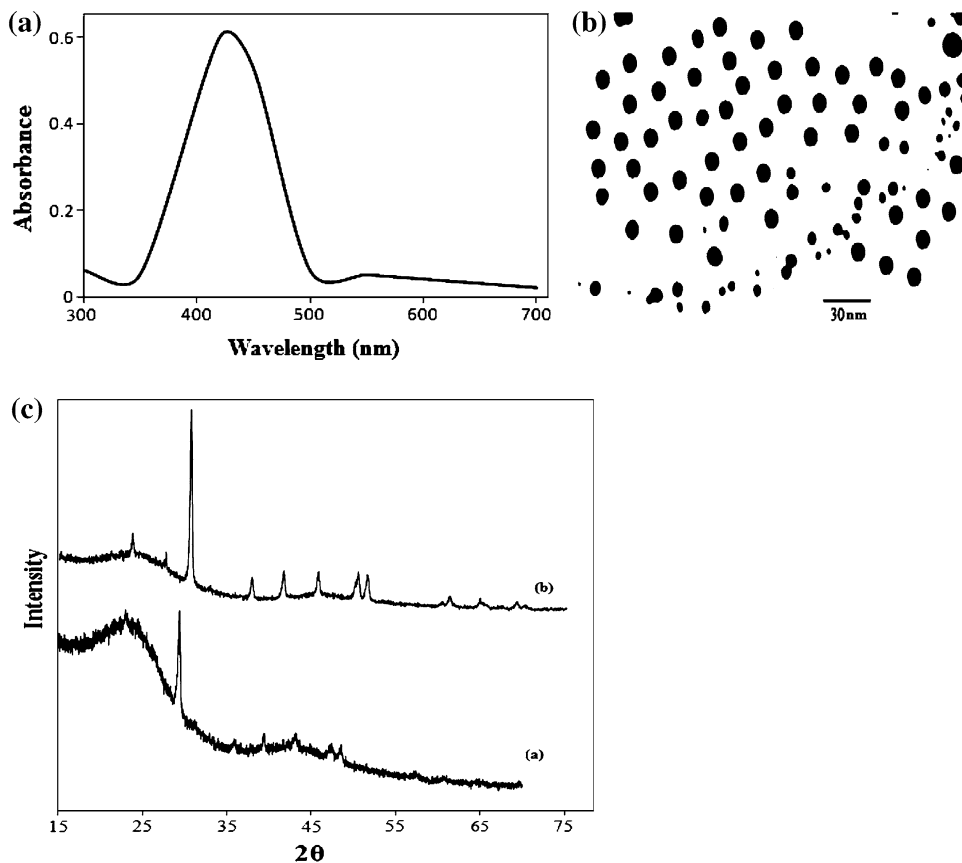 (a)
0.6
0.4
0.2
0
Absorbance
300 400 500 600 700
Wavelength (nm)
(b)
30nm
(c)
Intensity
(b)
(a)
15 25 35 45 55 65 75
2θ